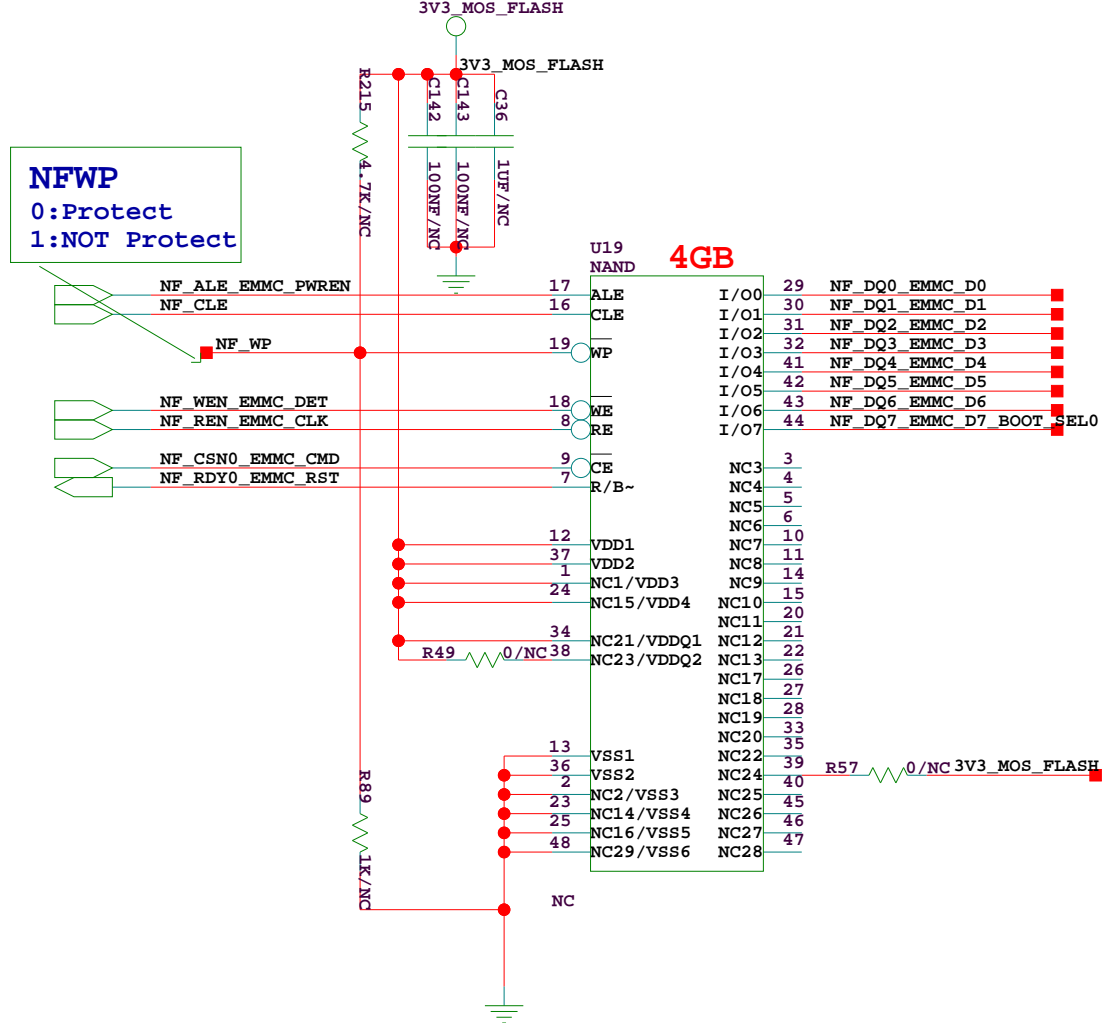 3V3_MOS_FLASH
3V3_MOS_FLASH
R215
4.7K/NC
C142
100NF/NC
C143
100NF/NC
C36
1UF/NC
NFWP
0:Protect
1:NOT Protect
U19
NAND
4GB
NF_ALE_EMMC_PWREN
17
ALE
NF_CLE
16
CLE
NF_WP
19
WP
NF_WEN_EMMC_DET
18
WE
NF_REN_EMMC_CLK
8
RE
NF_CSN0_EMMC_CMD
9
CE
NF_RDY0_EMMC_RST
7
R/B~
12
VDD1
37
VDD2
1
NC1/VDD3
24
NC15/VDD4
34
NC21/VDDQ1
R49
0/NC
38
NC23/VDDQ2
13
VSS1
36
VSS2
2
NC2/VSS3
23
NC14/VSS4
25
NC16/VSS5
48
NC29/VSS6
R89
1K/NC
NC
I/O0
29
NF_DQ0_EMMC_D0
I/O1
30
NF_DQ1_EMMC_D1
I/O2
31
NF_DQ2_EMMC_D2
I/O3
32
NF_DQ3_EMMC_D3
I/O4
41
NF_DQ4_EMMC_D4
I/O5
42
NF_DQ5_EMMC_D5
I/O6
43
NF_DQ6_EMMC_D6
I/O7
44
NF_DQ7_EMMC_D7_BOOT_SEL0
NC3
3
NC4
4
NC5
5
NC6
6
NC7
10
NC8
11
NC9
14
NC10
15
NC11
20
NC12
21
NC13
22
NC17
26
NC18
27
NC19
28
NC20
33
NC22
35
NC24
39
R57
0/NC
3V3_MOS_FLASH
NC25
40
NC26
45
NC27
46
NC28
47